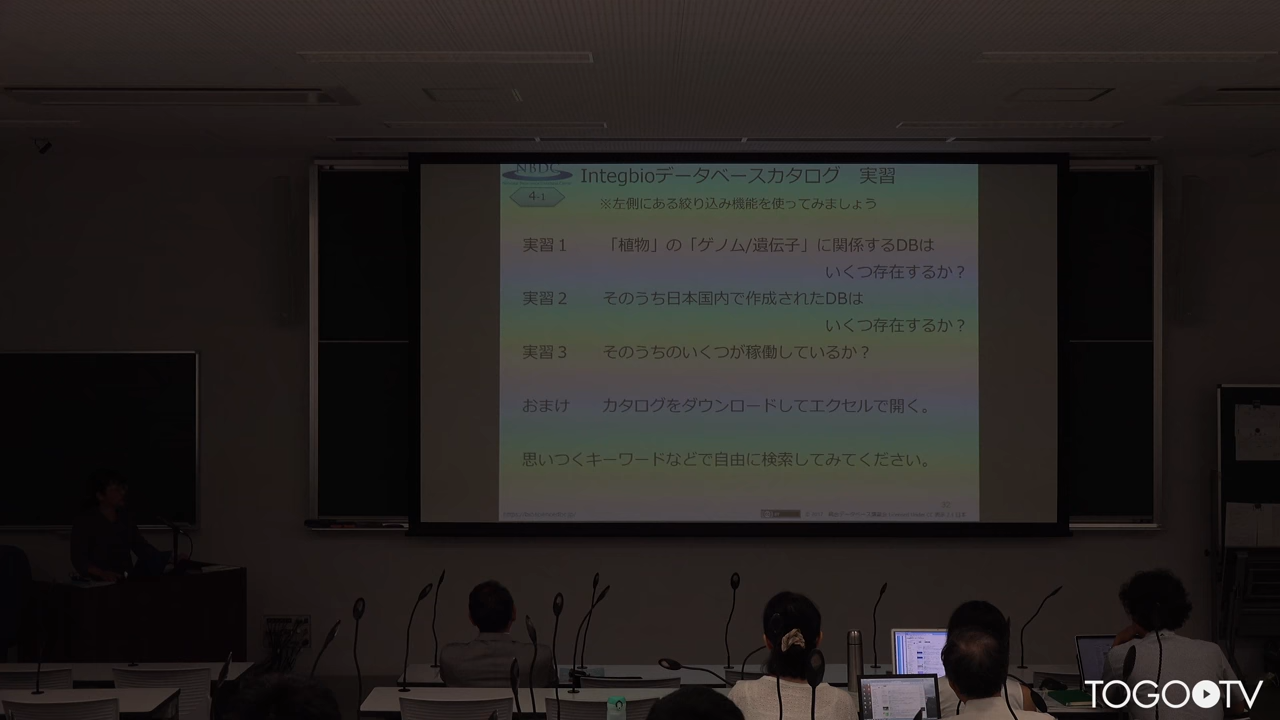 NBDC
Integbioデータベースカタログ　実習
4-1
※左側にある絞り込み機能を使ってみましょう
実習１　「植物」の「ゲノム/遺伝子」に関係するDBは
いくつ存在するか？
実習２　そのうち日本国内で作成されたDBは
いくつ存在するか？
実習３　そのうちのいくつが稼働しているか？
おまけ　カタログをダウンロードしてエクセルで開く。
思いつくキーワードなどで自由に検索してみてください。
TOGOTV